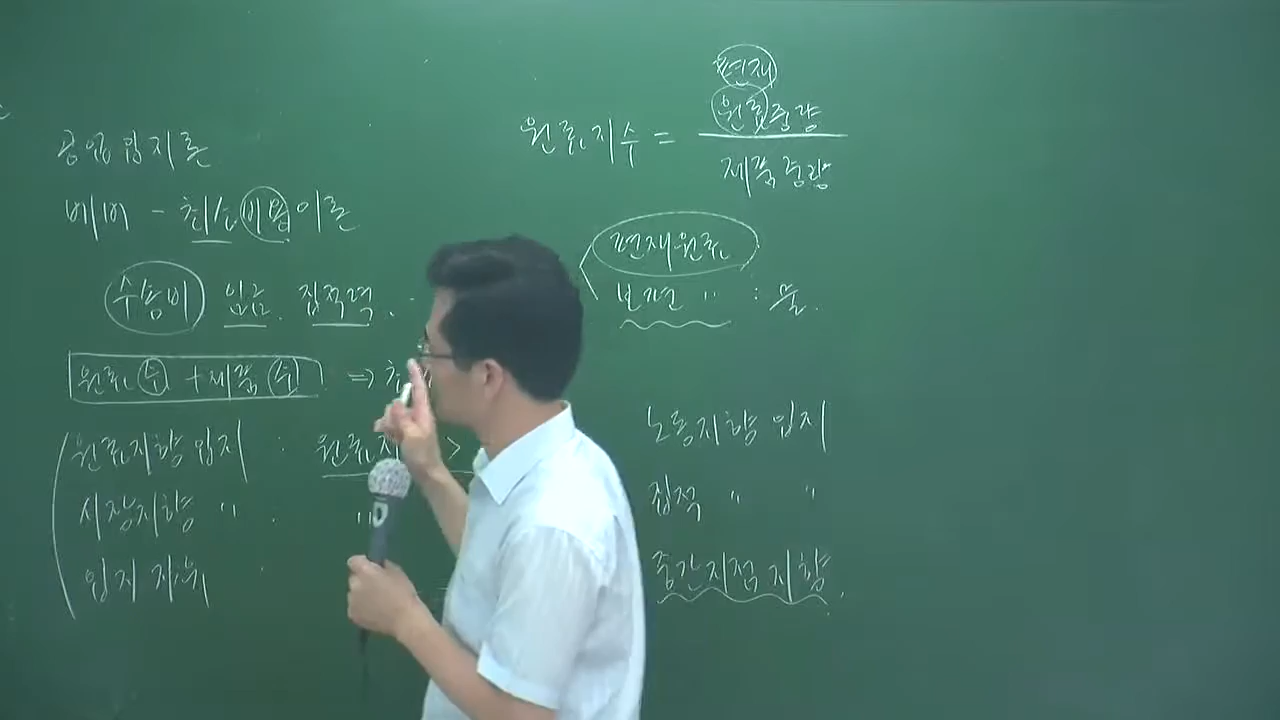 공업입지론
베버 - 최소비용이론
수송비 임금. 집적력.
원료수 + 제품수 ⇒ 최
원료지향입지 : 원료지 >
시장지향 〃 : 〃
입지자유 :
원료지수 = 편재원료중량 / 제품중량
편재원료
보편 〃 : 물.
노동지향 입지
집적 〃 〃
중간지점 지향.